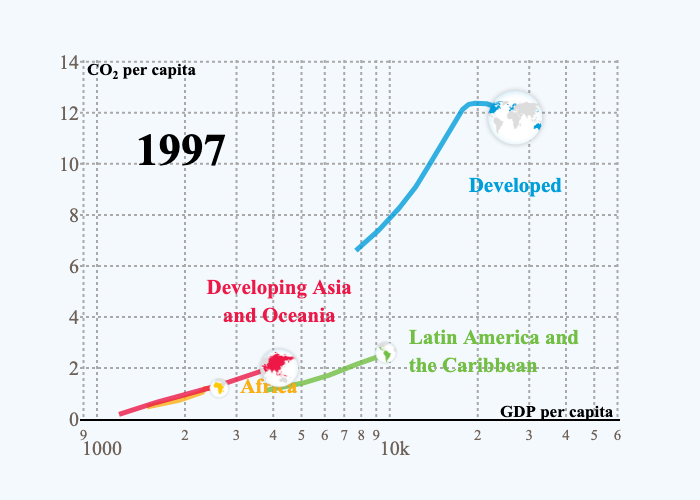 14
CO₂ per capita
12
1997
10
Developed
8
6
Developing Asia
and Oceania
4
Latin America and
the Caribbean
2
Africa
GDP per capita
0
9 2 3 4 5 6 7 8 9 2 3 4 5 6
1000 10k